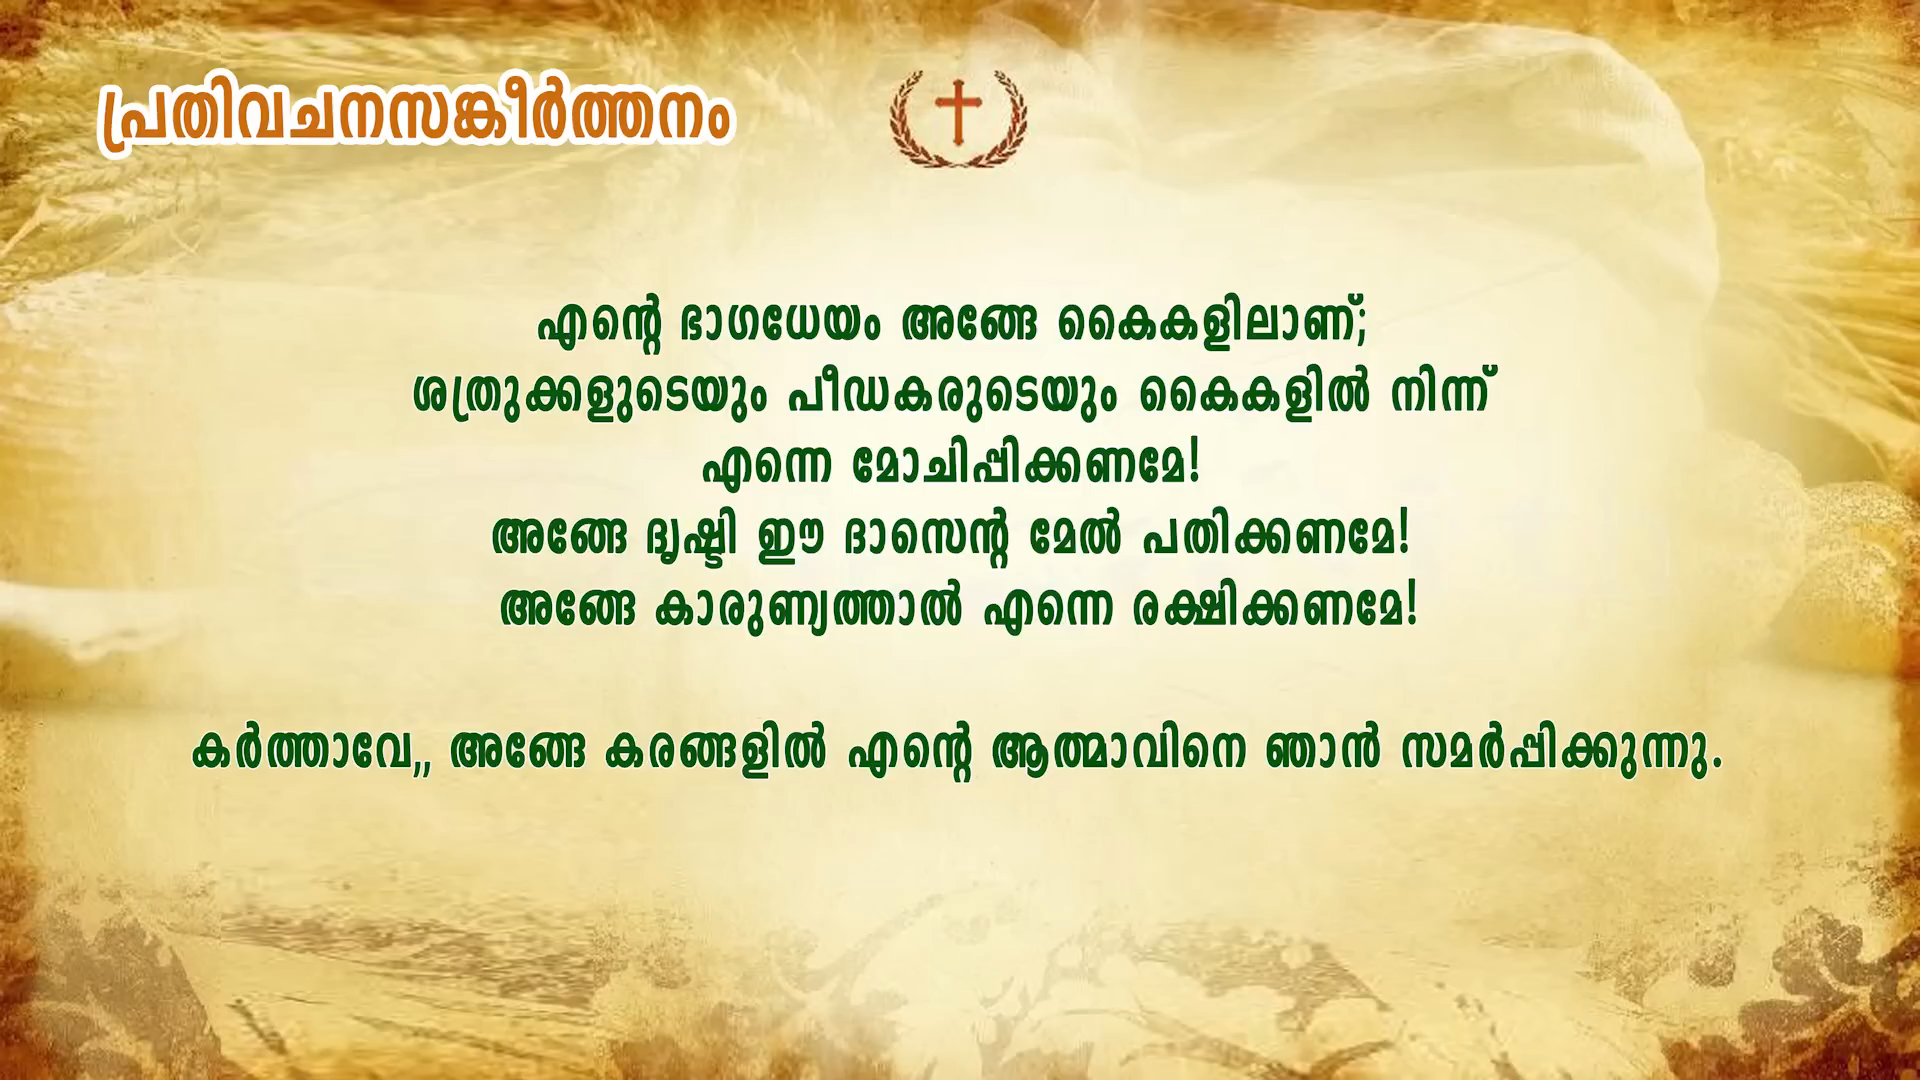 പ്രതിവചനസങ്കീർത്തനം
എന്റെ ഭാഗധേയം അങ്ങേ കൈകളിലാണ്;
ശത്രുക്കളുടെയും പീഡകരുടെയും കൈകളിൽ നിന്ന്
എന്നെ മോചിപ്പിക്കണമേ!
അങ്ങേ ദൃഷ്ടി ഈ ദാസെന്റ മേൽ പതിക്കണമേ!
അങ്ങേ കാരുണ്യത്താൽ എന്നെ രക്ഷിക്കണമേ!
കർത്താവേ,, അങ്ങേ കരങ്ങളിൽ എന്റെ ആത്മാവിനെ ഞാൻ സമർപ്പിക്കുന്നു.